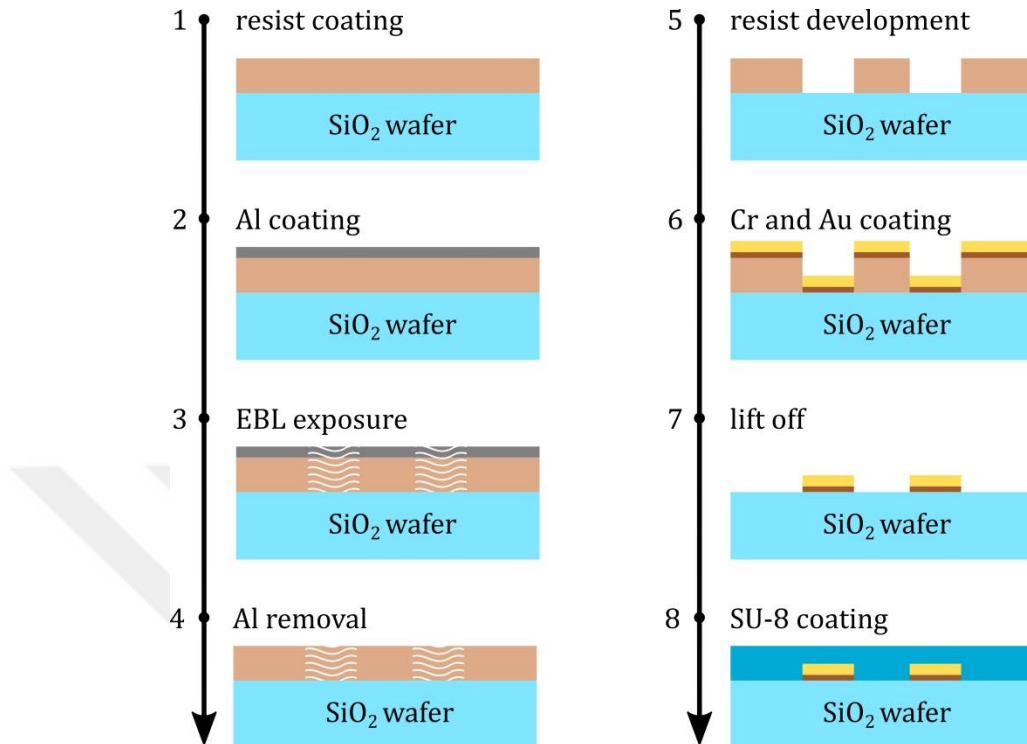 1 resist coating
SiO₂ wafer
2 Al coating
SiO₂ wafer
3 EBL exposure
SiO₂ wafer
4 Al removal
SiO₂ wafer
5 resist development
SiO₂ wafer
6 Cr and Au coating
SiO₂ wafer
7 lift off
SiO₂ wafer
8 SU-8 coating
SiO₂ wafer